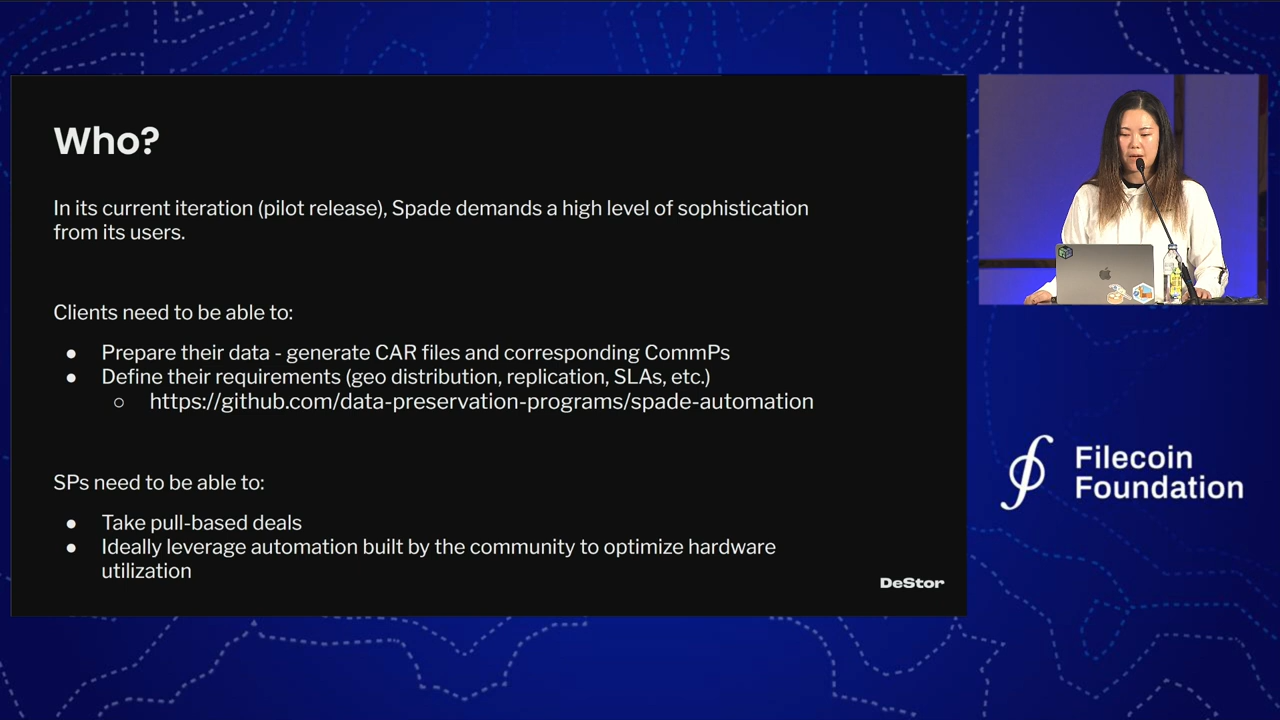 Who?
In its current iteration (pilot release), Spade demands a high level of sophistication
from its users.
Clients need to be able to:
● Prepare their data - generate CAR files and corresponding CommPs
● Define their requirements (geo distribution, replication, SLAs, etc.)
○ https://github.com/data-preservation-programs/spade-automation
SPs need to be able to:
● Take pull-based deals
● Ideally leverage automation built by the community to optimize hardware
utilization
DeStor
Filecoin
Foundation